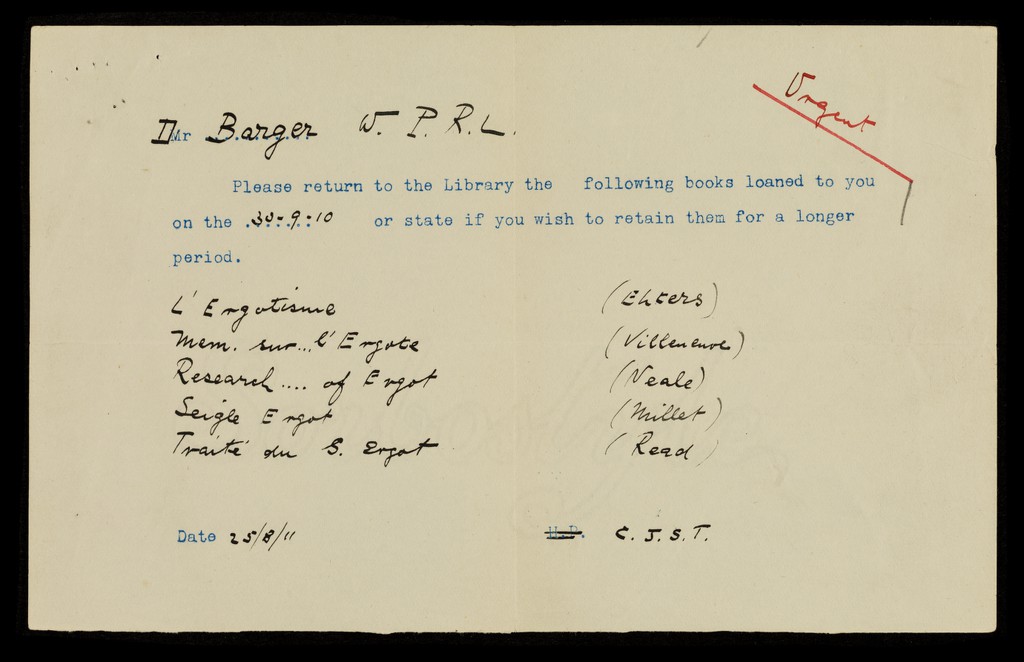 Urgent
Dr Barger W. P. R. L.
Please return to the Library the following books loaned to you
on the 30-9-10 or state if you wish to retain them for a longer
period.
L'Ergotisme (Ehlers)
Mem. sur... l'Ergote (Villeneuve)
Research .... of Ergot (Neale)
Seigle Ergot (Millet)
Traité du S. Ergot (Read)
Date 25/8/11 H.P. C. J. S. T.